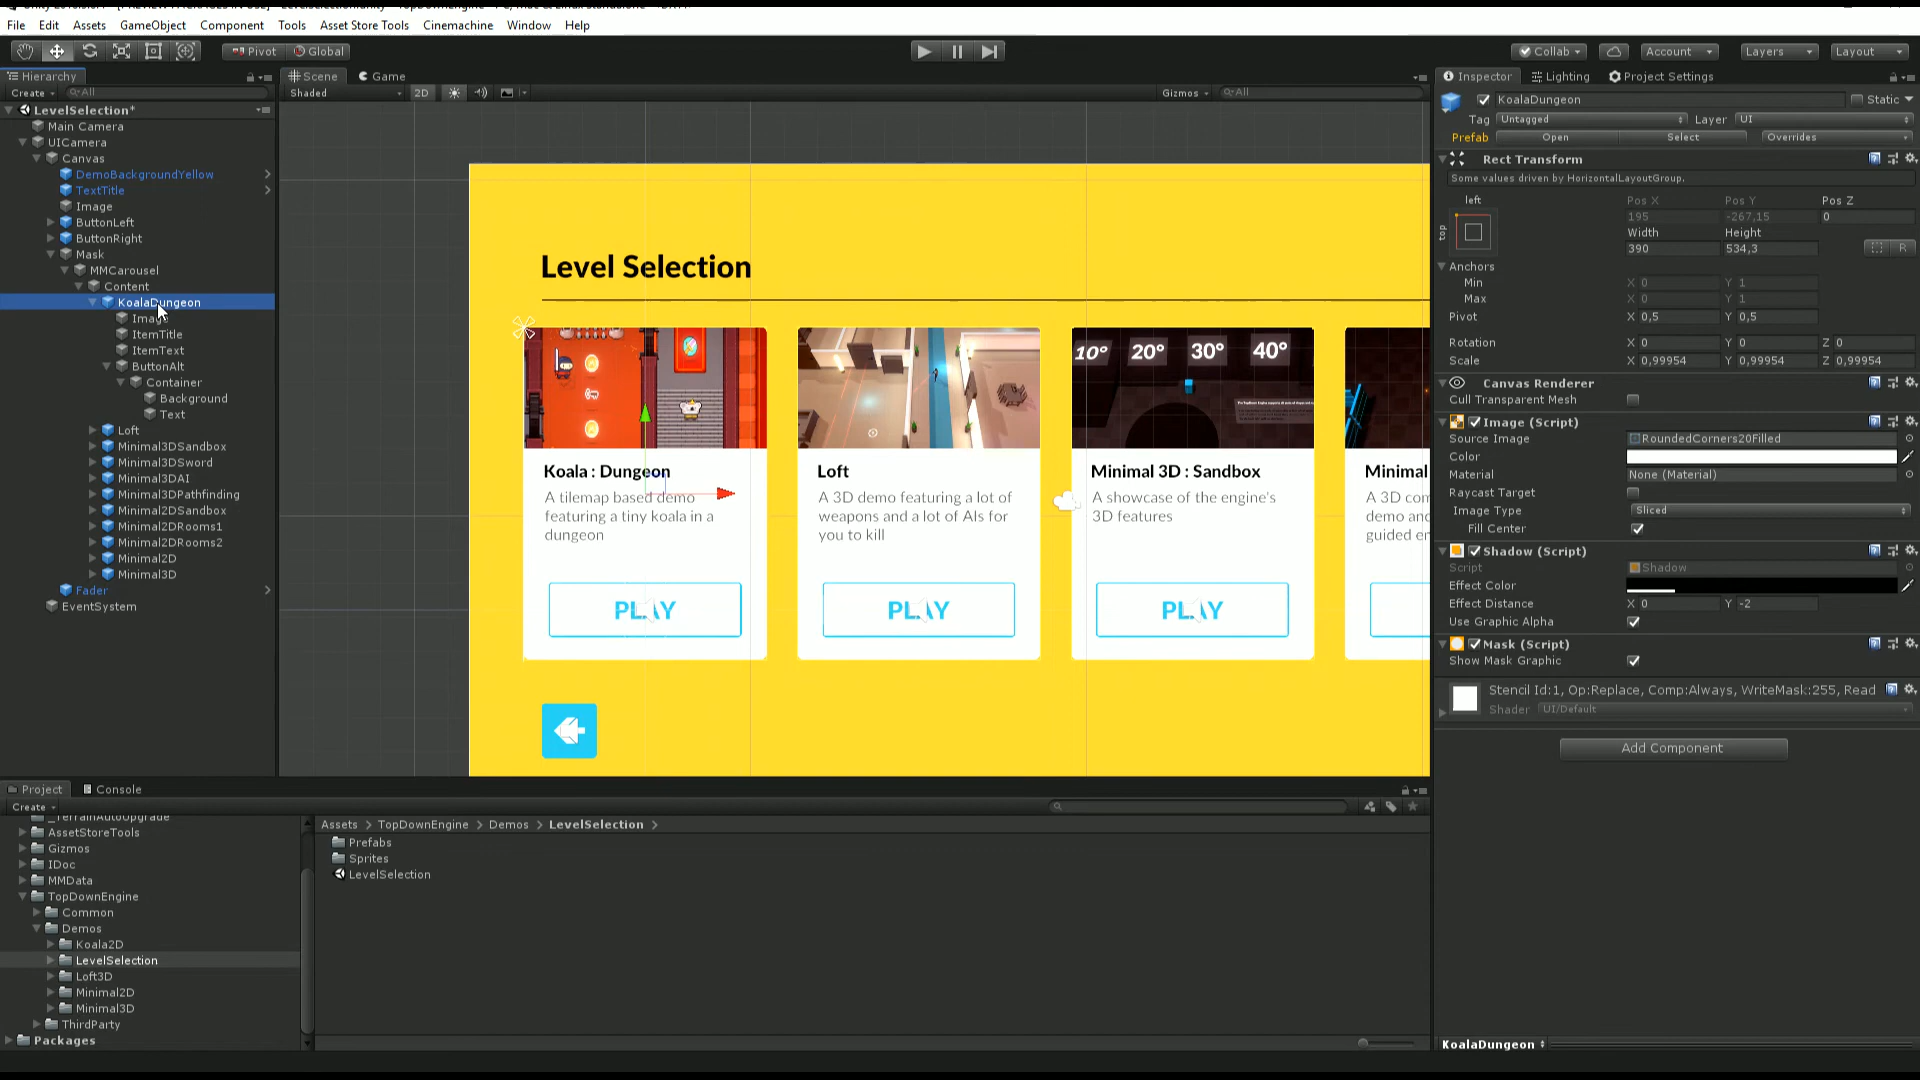 File Edit Assets GameObject Component Tools Asset Store Tools Cinemachine Window Help
Pivot Global Collab Account Layers Layout
Hierarchy
Create All
LevelSelection*
Main Camera
UICamera
Canvas
DemoBackgroundYellow
TextTitle
Image
ButtonLeft
ButtonRight
Mask
MMCarousel
Content
KoalaDungeon
Image
ItemTitle
ItemText
ButtonAlt
Container
Background
Text
Loft
Minimal3DSandbox
Minimal3DSword
Minimal3DAI
Minimal3DPathfinding
Minimal2DSandbox
Minimal2DRooms1
Minimal2DRooms2
Minimal2D
Minimal3D
Fader
EventSystem
Scene Game
Shaded 2D Gizmos All
Level Selection
10° 20° 30° 40°
Koala : Dungeon
A tilemap based demo
featuring a tiny koala in a
dungeon
PLAY
Loft
A 3D demo featuring a lot of
weapons and a lot of AIs for
you to kill
PLAY
Minimal 3D : Sandbox
A showcase of the engine's
3D features
PLAY
Minimal
A 3D com
demo and
guided en
Inspector Lighting Project Settings
KoalaDungeon Static
Tag Untagged Layer UI
Prefab Open Select Overrides
Rect Transform
Some values driven by HorizontalLayoutGroup.
left Pos X Pos Y Pos Z
top 195 -267,15 0
Width Height
390 534,3 R
Anchors
Min X 0 Y 1
Max X 0 Y 1
Pivot X 0,5 Y 0,5
Rotation X 0 Y 0 Z 0
Scale X 0,99954 Y 0,99954 Z 0,99954
Canvas Renderer
Cull Transparent Mesh
Image (Script)
Source Image RoundedCorners20Filled
Color
Material None (Material)
Raycast Target
Image Type Sliced
Fill Center
Shadow (Script)
Script Shadow
Effect Color
Effect Distance X 0 Y -2
Use Graphic Alpha
Mask (Script)
Show Mask Graphic
Stencil Id:1, Op:Replace, Comp:Always, WriteMask:255, Read
Shader UI/Default
Add Component
KoalaDungeon
Project Console
Create
_TerrainAutoUpgrade
AssetStoreTools
Gizmos
IDoc
MMData
TopDownEngine
Common
Demos
Koala2D
LevelSelection
Loft3D
Minimal2D
Minimal3D
ThirdParty
Packages
Assets > TopDownEngine > Demos > LevelSelection >
Prefabs
Sprites
LevelSelection